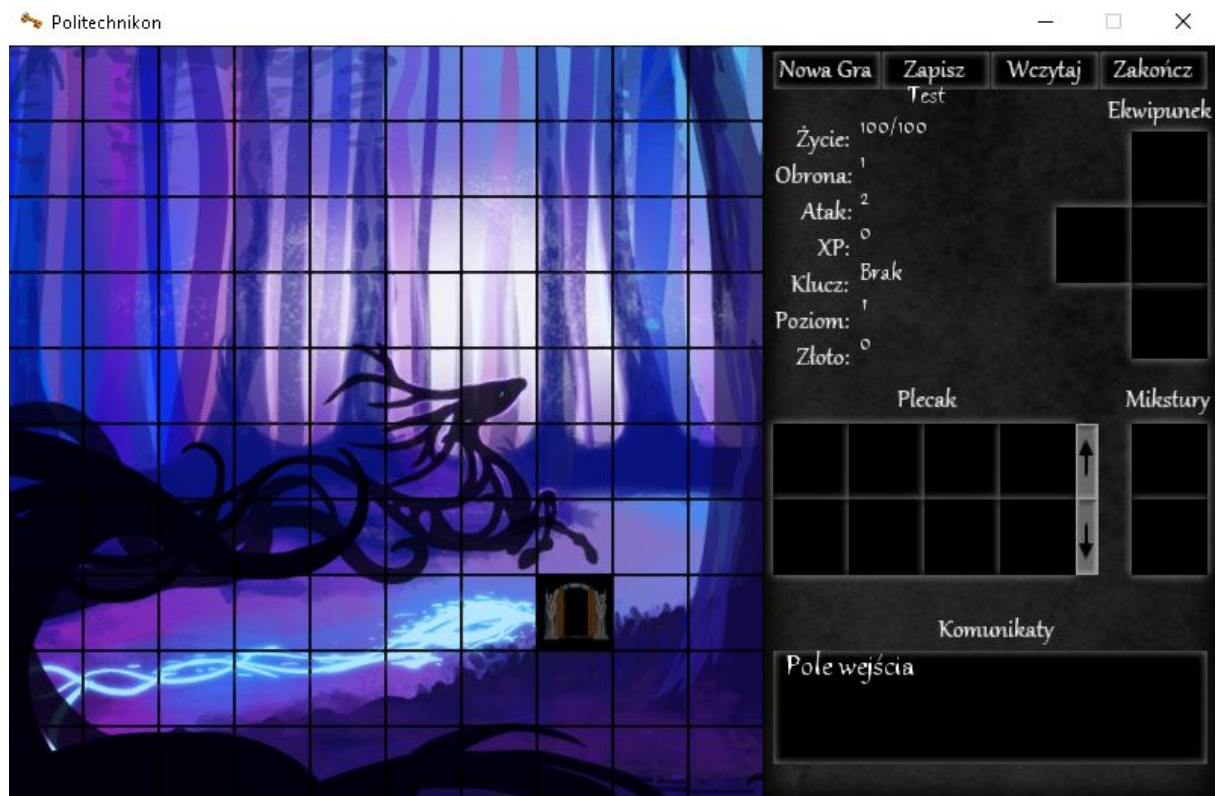 Politechnikon
Nowa Gra Zapisz Wczytaj Zakończ
Test
Ekwipunek
Życie: 100/100
Obrona: 1
Atak: 2
XP: 0
Klucz: Brak
Poziom: 1
Złoto: 0
Plecak Mikstury
Komunikaty
Pole wejścia